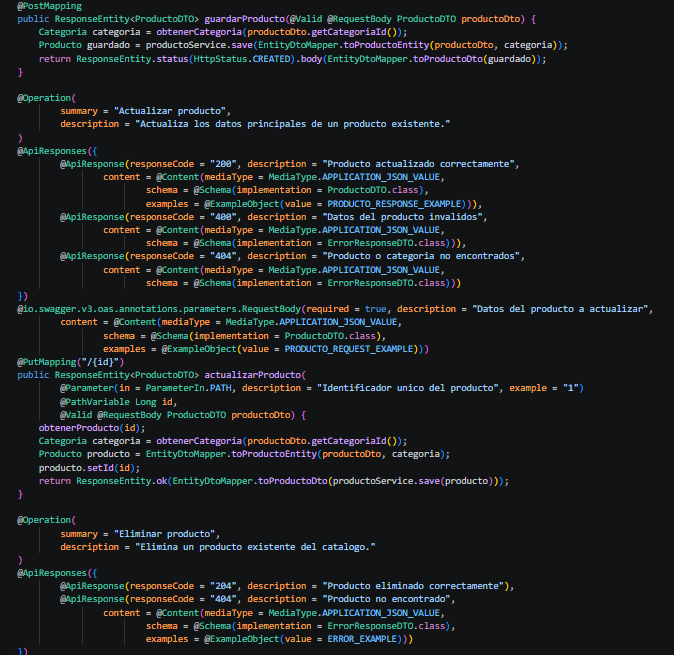 @PostMapping
public ResponseEntity<ProductoDTO> guardarProducto(@Valid @RequestBody ProductoDTO productoDto) {
Categoria categoria = obtenerCategoria(productoDto.getCategoriaId());
Producto guardado = productoService.save(EntityDtoMapper.toProductoEntity(productoDto, categoria));
return ResponseEntity.status(HttpStatus.CREATED).body(EntityDtoMapper.toProductoDto(guardado));
}
@Operation(
summary = "Actualizar producto",
description = "Actualiza los datos principales de un producto existente."
)
@ApiResponses({
@ApiResponse(responseCode = "200", description = "Producto actualizado correctamente",
content = @Content(mediaType = MediaType.APPLICATION_JSON_VALUE,
schema = @Schema(implementation = ProductoDTO.class),
examples = @ExampleObject(value = PRODUCTO_RESPONSE_EXAMPLE))),
@ApiResponse(responseCode = "400", description = "Datos del producto invalidos",
content = @Content(mediaType = MediaType.APPLICATION_JSON_VALUE,
schema = @Schema(implementation = ErrorResponseDTO.class))),
@ApiResponse(responseCode = "404", description = "Producto o categoria no encontrados",
content = @Content(mediaType = MediaType.APPLICATION_JSON_VALUE,
schema = @Schema(implementation = ErrorResponseDTO.class)))
})
@io.swagger.v3.oas.annotations.parameters.RequestBody(required = true, description = "Datos del producto a actualizar",
content = @Content(mediaType = MediaType.APPLICATION_JSON_VALUE,
schema = @Schema(implementation = ProductoDTO.class),
examples = @ExampleObject(value = PRODUCTO_REQUEST_EXAMPLE)))
@PutMapping("/{id}")
public ResponseEntity<ProductoDTO> actualizarProducto(
@Parameter(in = ParameterIn.PATH, description = "Identificador unico del producto", example = "1")
@PathVariable Long id,
@Valid @RequestBody ProductoDTO productoDto) {
obtenerProducto(id);
Categoria categoria = obtenerCategoria(productoDto.getCategoriaId());
Producto producto = EntityDtoMapper.toProductoEntity(productoDto, categoria);
producto.setId(id);
return ResponseEntity.ok(EntityDtoMapper.toProductoDto(productoService.save(producto)));
}
@Operation(
summary = "Eliminar producto",
description = "Elimina un producto existente del catalogo."
)
@ApiResponses({
@ApiResponse(responseCode = "204", description = "Producto eliminado correctamente"),
@ApiResponse(responseCode = "404", description = "Producto no encontrado",
content = @Content(mediaType = MediaType.APPLICATION_JSON_VALUE,
schema = @Schema(implementation = ErrorResponseDTO.class),
examples = @ExampleObject(value = ERROR_EXAMPLE)))
})